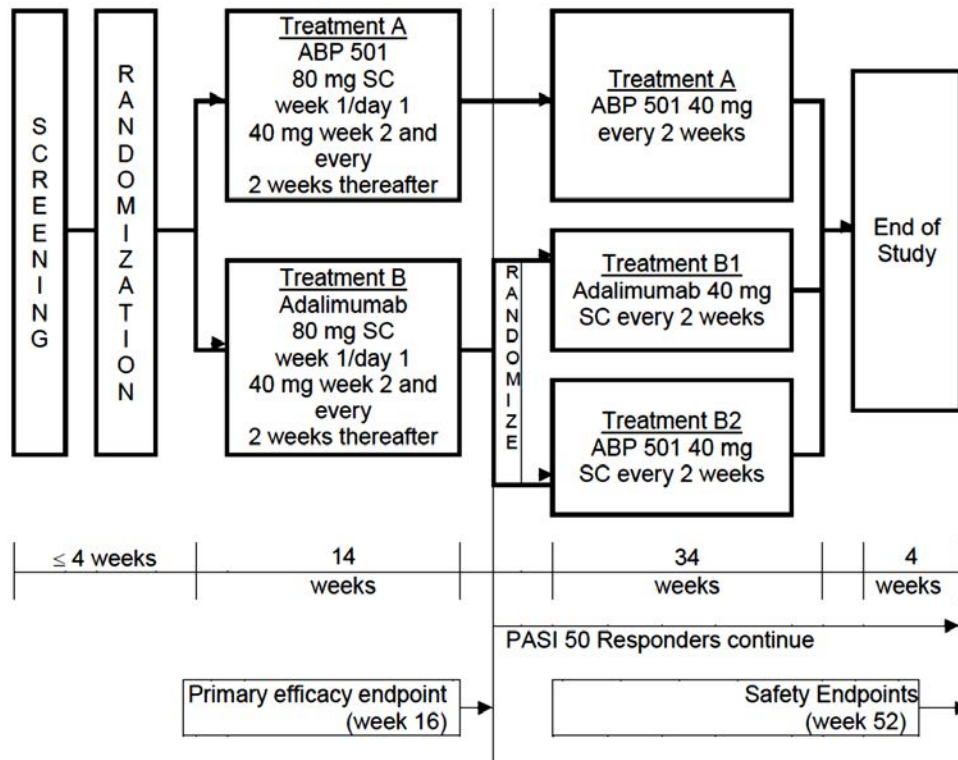 SCREENING
RANDOMIZATION
Treatment A
ABP 501
80 mg SC
week 1/day 1
40 mg week 2 and
every
2 weeks thereafter
Treatment B
Adalimumab
80 mg SC
week 1/day 1
40 mg week 2 and
every
2 weeks thereafter
RANDOMIZE
Treatment A
ABP 501 40 mg
every 2 weeks
Treatment B1
Adalimumab 40 mg
SC every 2 weeks
Treatment B2
ABP 501 40 mg
SC every 2 weeks
End of
Study
≤ 4 weeks
14
weeks
34
weeks
4
weeks
PASI 50 Responders continue
Primary efficacy endpoint
(week 16)
Safety Endpoints
(week 52)